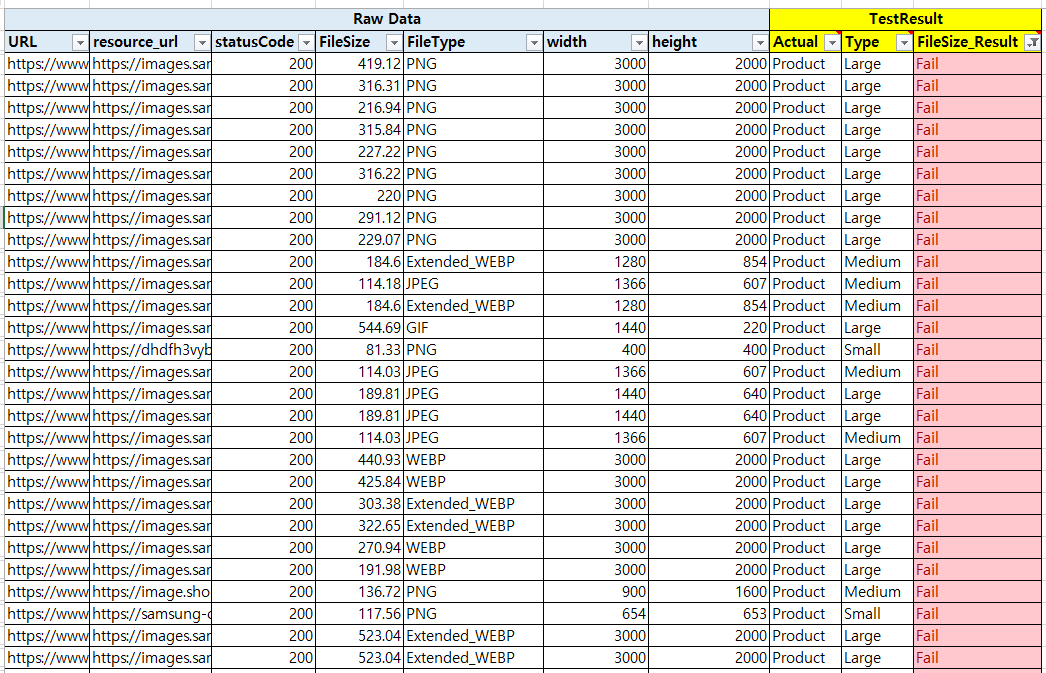 Raw Data TestResult
URL resource_url statusCode FileSize FileType width height Actual Type FileSize_Result
https://www https://images.sar 200 419.12 PNG 3000 2000 Product Large Fail
https://www https://images.sar 200 316.31 PNG 3000 2000 Product Large Fail
https://www https://images.sar 200 216.94 PNG 3000 2000 Product Large Fail
https://www https://images.sar 200 315.84 PNG 3000 2000 Product Large Fail
https://www https://images.sar 200 227.22 PNG 3000 2000 Product Large Fail
https://www https://images.sar 200 316.22 PNG 3000 2000 Product Large Fail
https://www https://images.sar 200 220 PNG 3000 2000 Product Large Fail
https://www https://images.sar 200 291.12 PNG 3000 2000 Product Large Fail
https://www https://images.sar 200 229.07 PNG 3000 2000 Product Large Fail
https://www https://images.sar 200 184.6 Extended_WEBP 1280 854 Product Medium Fail
https://www https://images.sar 200 114.18 JPEG 1366 607 Product Medium Fail
https://www https://images.sar 200 184.6 Extended_WEBP 1280 854 Product Medium Fail
https://www https://images.sar 200 544.69 GIF 1440 220 Product Large Fail
https://www https://dhdfh3vyb 200 81.33 PNG 400 400 Product Small Fail
https://www https://images.sar 200 114.03 JPEG 1366 607 Product Medium Fail
https://www https://images.sar 200 189.81 JPEG 1440 640 Product Large Fail
https://www https://images.sar 200 189.81 JPEG 1440 640 Product Large Fail
https://www https://images.sar 200 114.03 JPEG 1366 607 Product Medium Fail
https://www https://images.sar 200 440.93 WEBP 3000 2000 Product Large Fail
https://www https://images.sar 200 425.84 WEBP 3000 2000 Product Large Fail
https://www https://images.sar 200 303.38 Extended_WEBP 3000 2000 Product Large Fail
https://www https://images.sar 200 322.65 Extended_WEBP 3000 2000 Product Large Fail
https://www https://images.sar 200 270.94 WEBP 3000 2000 Product Large Fail
https://www https://images.sar 200 191.98 WEBP 3000 2000 Product Large Fail
https://www https://image.sho 200 136.72 PNG 900 1600 Product Medium Fail
https://www https://samsung-c 200 117.56 PNG 654 653 Product Small Fail
https://www https://images.sar 200 523.04 Extended_WEBP 3000 2000 Product Large Fail
https://www https://images.sar 200 523.04 Extended_WEBP 3000 2000 Product Large Fail